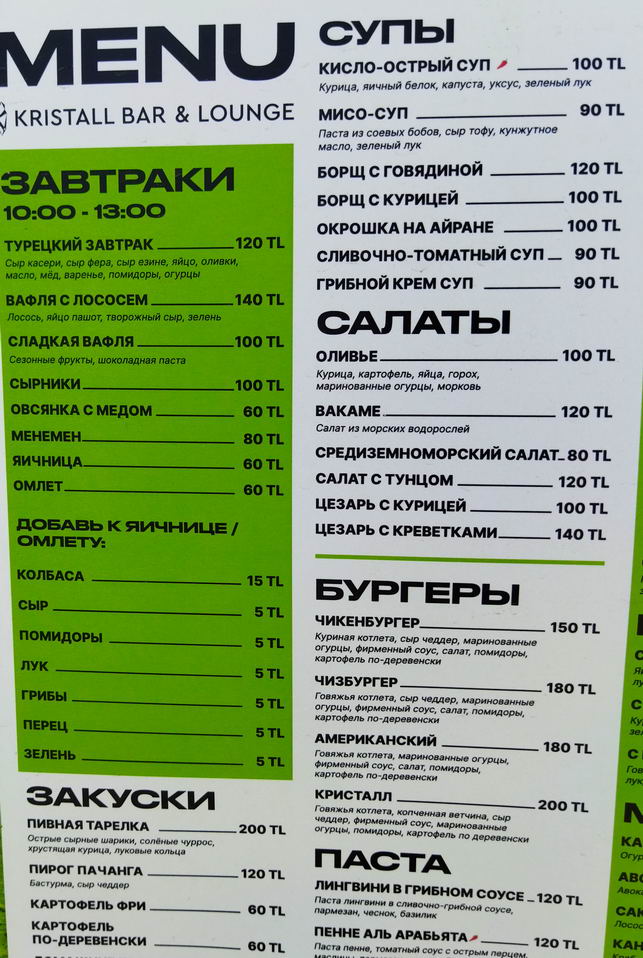 MENU
KRISTALL BAR & LOUNGE
ЗАВТРАКИ
10:00 - 13:00
ТУРЕЦКИЙ ЗАВТРАК 120 TL
Сыр касери, сыр фера, сыр езине, яйцо, оливки,
масло, мёд, варенье, помидоры, огурцы
ВАФЛЯ С ЛОСОСЕМ 140 TL
Лосось, яйцо пашот, творожный сыр, зелень
СЛАДКАЯ ВАФЛЯ 100 TL
Сезонные фрукты, шоколадная паста
СЫРНИКИ 100 TL
ОВСЯНКА С МЕДОМ 60 TL
МЕНЕМЕН 80 TL
ЯИЧНИЦА 60 TL
ОМЛЕТ 60 TL
ДОБАВЬ К ЯИЧНИЦЕ /
ОМЛЕТУ:
КОЛБАСА 15 TL
СЫР 5 TL
ПОМИДОРЫ 5 TL
ЛУК 5 TL
ГРИБЫ 5 TL
ПЕРЕЦ 5 TL
ЗЕЛЕНЬ 5 TL
ЗАКУСКИ
ПИВНАЯ ТАРЕЛКА 200 TL
Острые сырные шарики, солёные чуррос,
хрустящая курица, луковые кольца
ПИРОГ ПАЧАНГА 120 TL
Бастурма, сыр чеддер
КАРТОФЕЛЬ ФРИ 60 TL
КАРТОФЕЛЬ
ПО-ДЕРЕВЕНСКИ 60 TL
СУПЫ
КИСЛО-ОСТРЫЙ СУП 100 TL
Курица, яичный белок, капуста, уксус, зеленый лук
МИСО-СУП 90 TL
Паста из соевых бобов, сыр тофу, кунжутное
масло, зеленый лук
БОРЩ С ГОВЯДИНОЙ 120 TL
БОРЩ С КУРИЦЕЙ 100 TL
ОКРОШКА НА АЙРАНЕ 100 TL
СЛИВОЧНО-ТОМАТНЫЙ СУП 90 TL
ГРИБНОЙ КРЕМ СУП 90 TL
САЛАТЫ
ОЛИВЬЕ 100 TL
Курица, картофель, яйца, горох,
маринованные огурцы, морковь
ВАКАМЕ 120 TL
Салат из морских водорослей
СРЕДИЗЕМНОМОРСКИЙ САЛАТ 80 TL
САЛАТ С ТУНЦОМ 120 TL
ЦЕЗАРЬ С КУРИЦЕЙ 100 TL
ЦЕЗАРЬ С КРЕВЕТКАМИ 140 TL
БУРГЕРЫ
ЧИКЕНБУРГЕР 150 TL
Куриная котлета, сыр чеддер, маринованные
огурцы, фирменный соус, салат, помидоры,
картофель по-деревенски
ЧИЗБУРГЕР 180 TL
Говяжья котлета, сыр чеддер, маринованные
огурцы, фирменный соус, салат, помидоры,
картофель по-деревенски
АМЕРИКАНСКИЙ 180 TL
Говяжья котлета, маринованные огурцы,
фирменный соус, салат, помидоры,
картофель по-деревенски
КРИСТАЛЛ 200 TL
Говяжья котлета, копченная ветчина, сыр
чеддер, фирменный соус, маринованные
огурцы, помидоры, картофель по деревенски
ПАСТА
ЛИНГВИНИ В ГРИБНОМ СОУСЕ 120 TL
Паста лингвини в сливочно-грибной соусе,
пармезан, чеснок, базилик
ПЕННЕ АЛЬ АРАБЬЯТА 120 TL
Паста пенне, томатный соус с острым перцем,